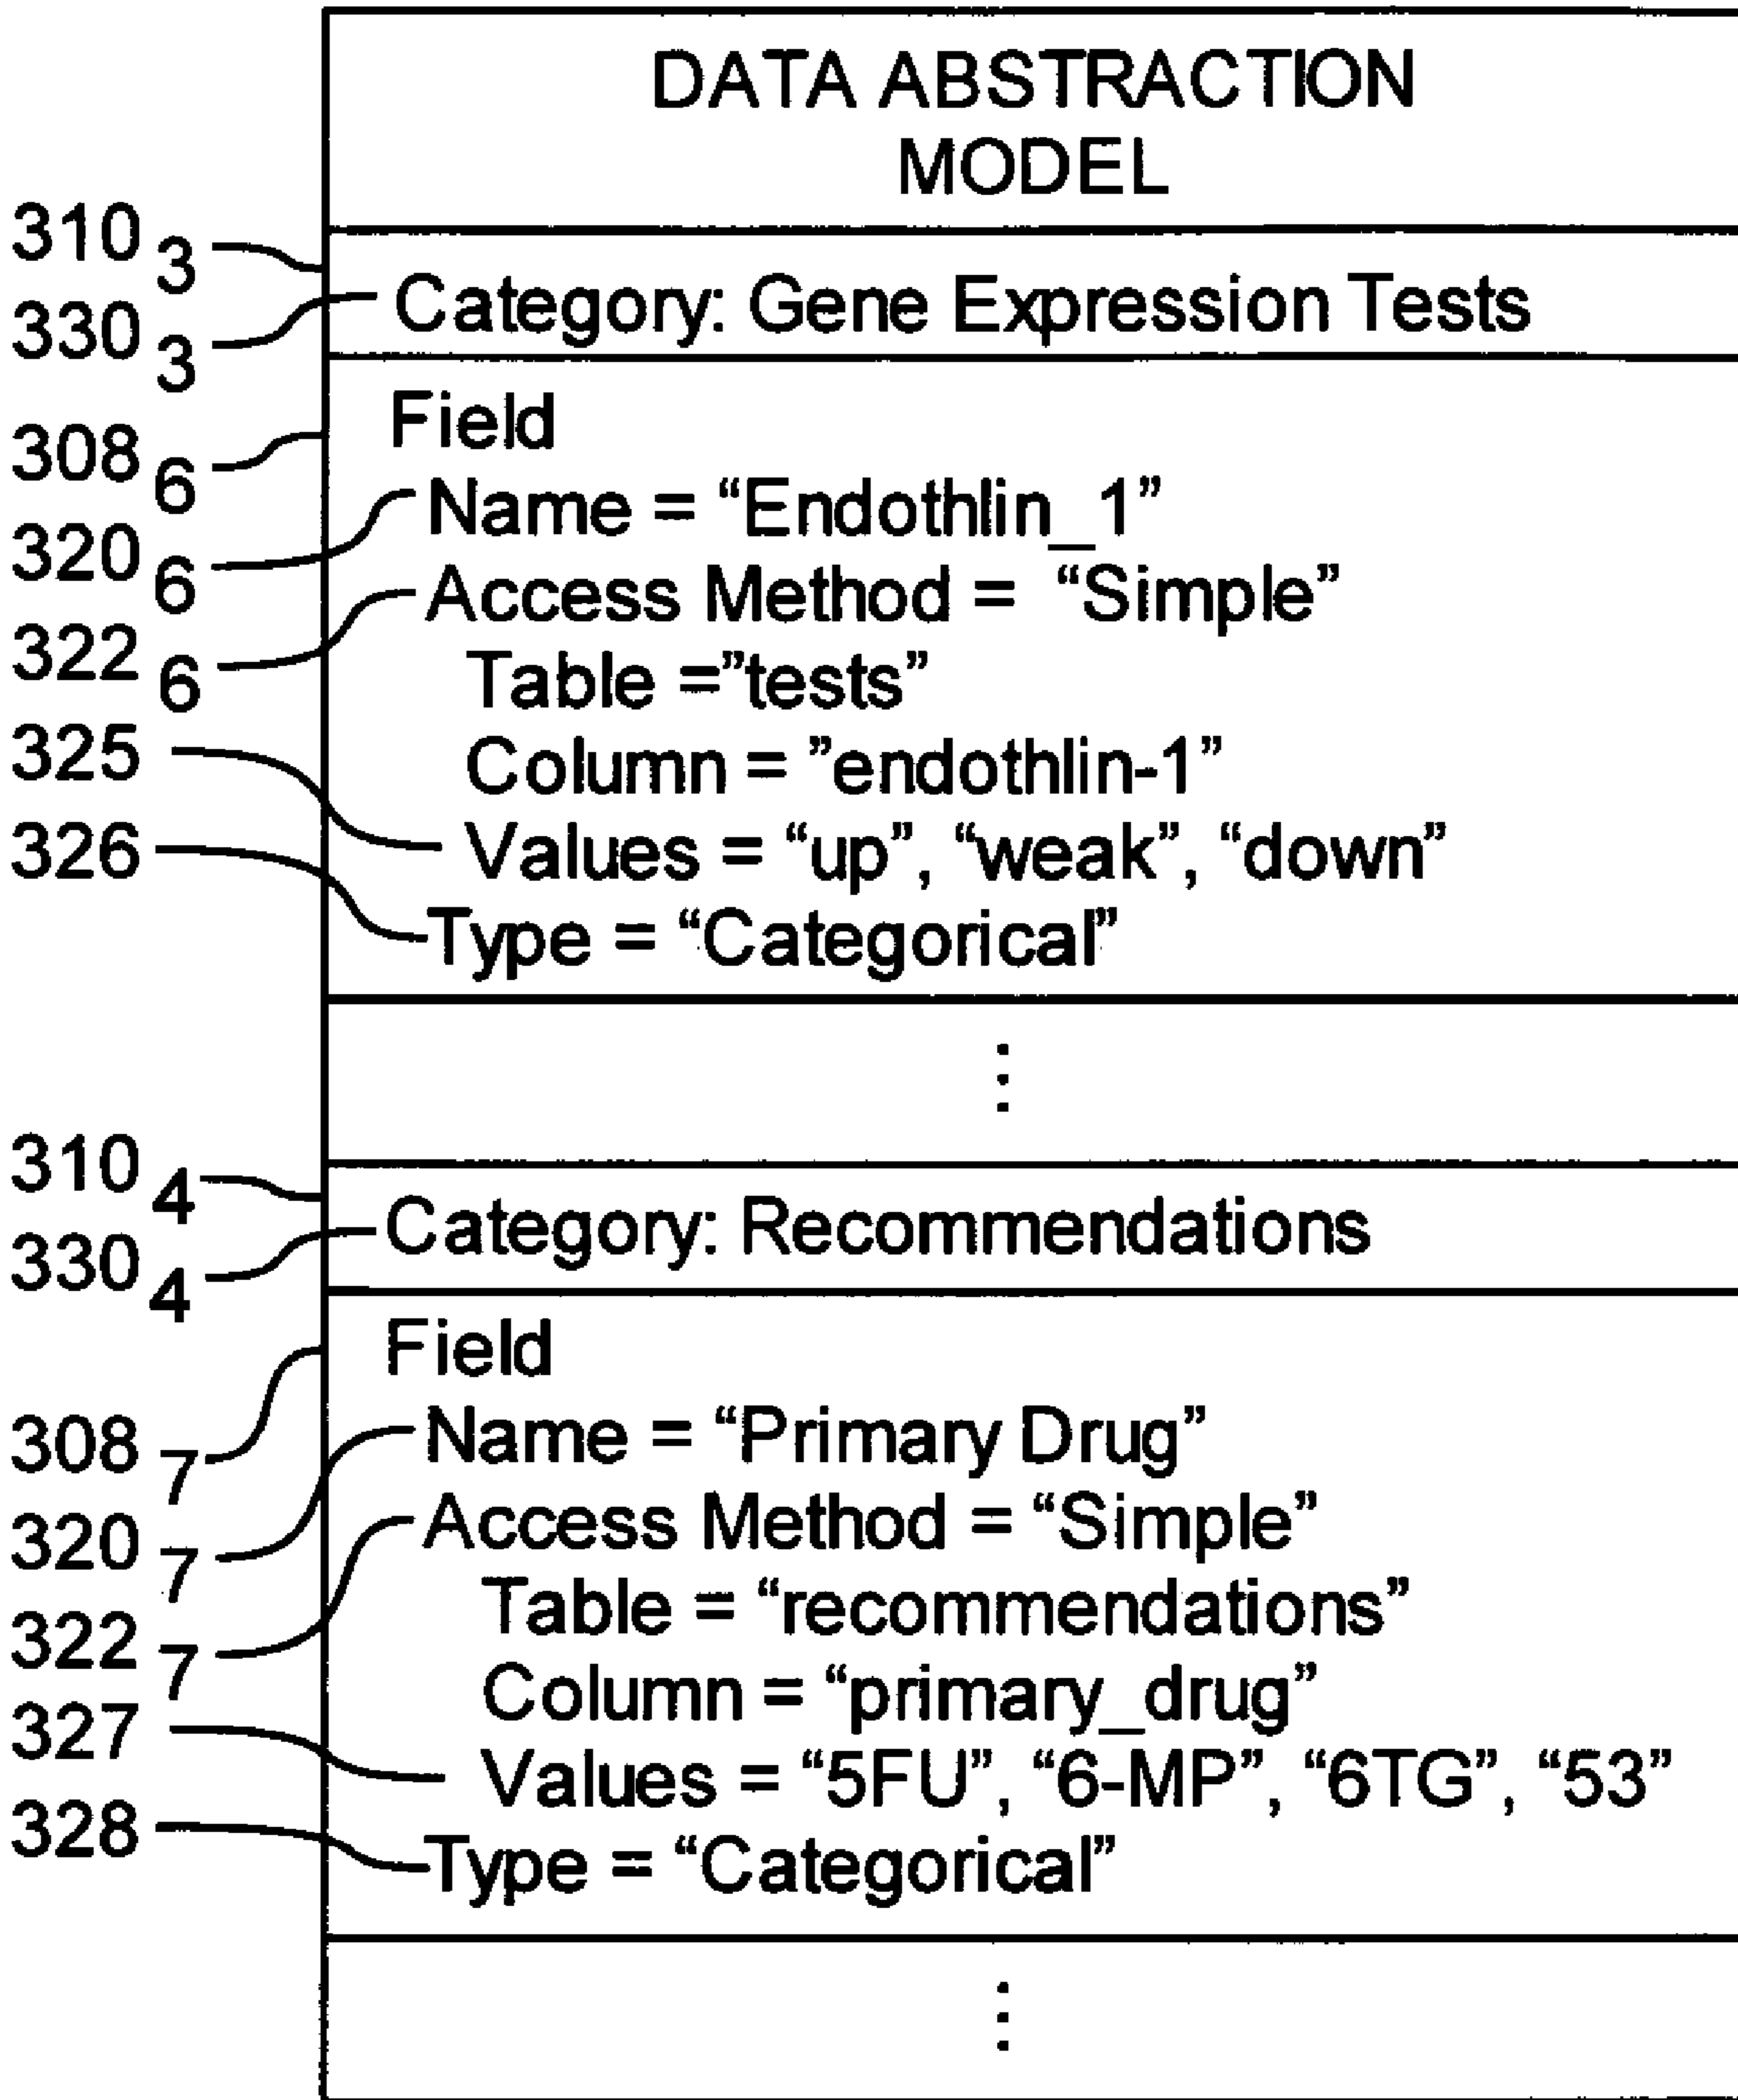 DATA ABSTRACTION
MODEL
310 3
330 3
Category: Gene Expression Tests
308 6
Field
320 6
Name = “Endothlin_1”
322 6
Access Method = “Simple”
Table =”tests”
325
Column = ”endothlin-1”
326
Values = “up”, “weak”, “down”
Type = “Categorical”
⋮
310 4
330 4
Category: Recommendations
Field
308 7
Name = “Primary Drug”
320 7
Access Method = “Simple”
322 7
Table = “recommendations”
327
Column = “primary_drug”
Values = “5FU”, “6-MP”, “6TG”, “53”
328
Type = “Categorical”
⋮